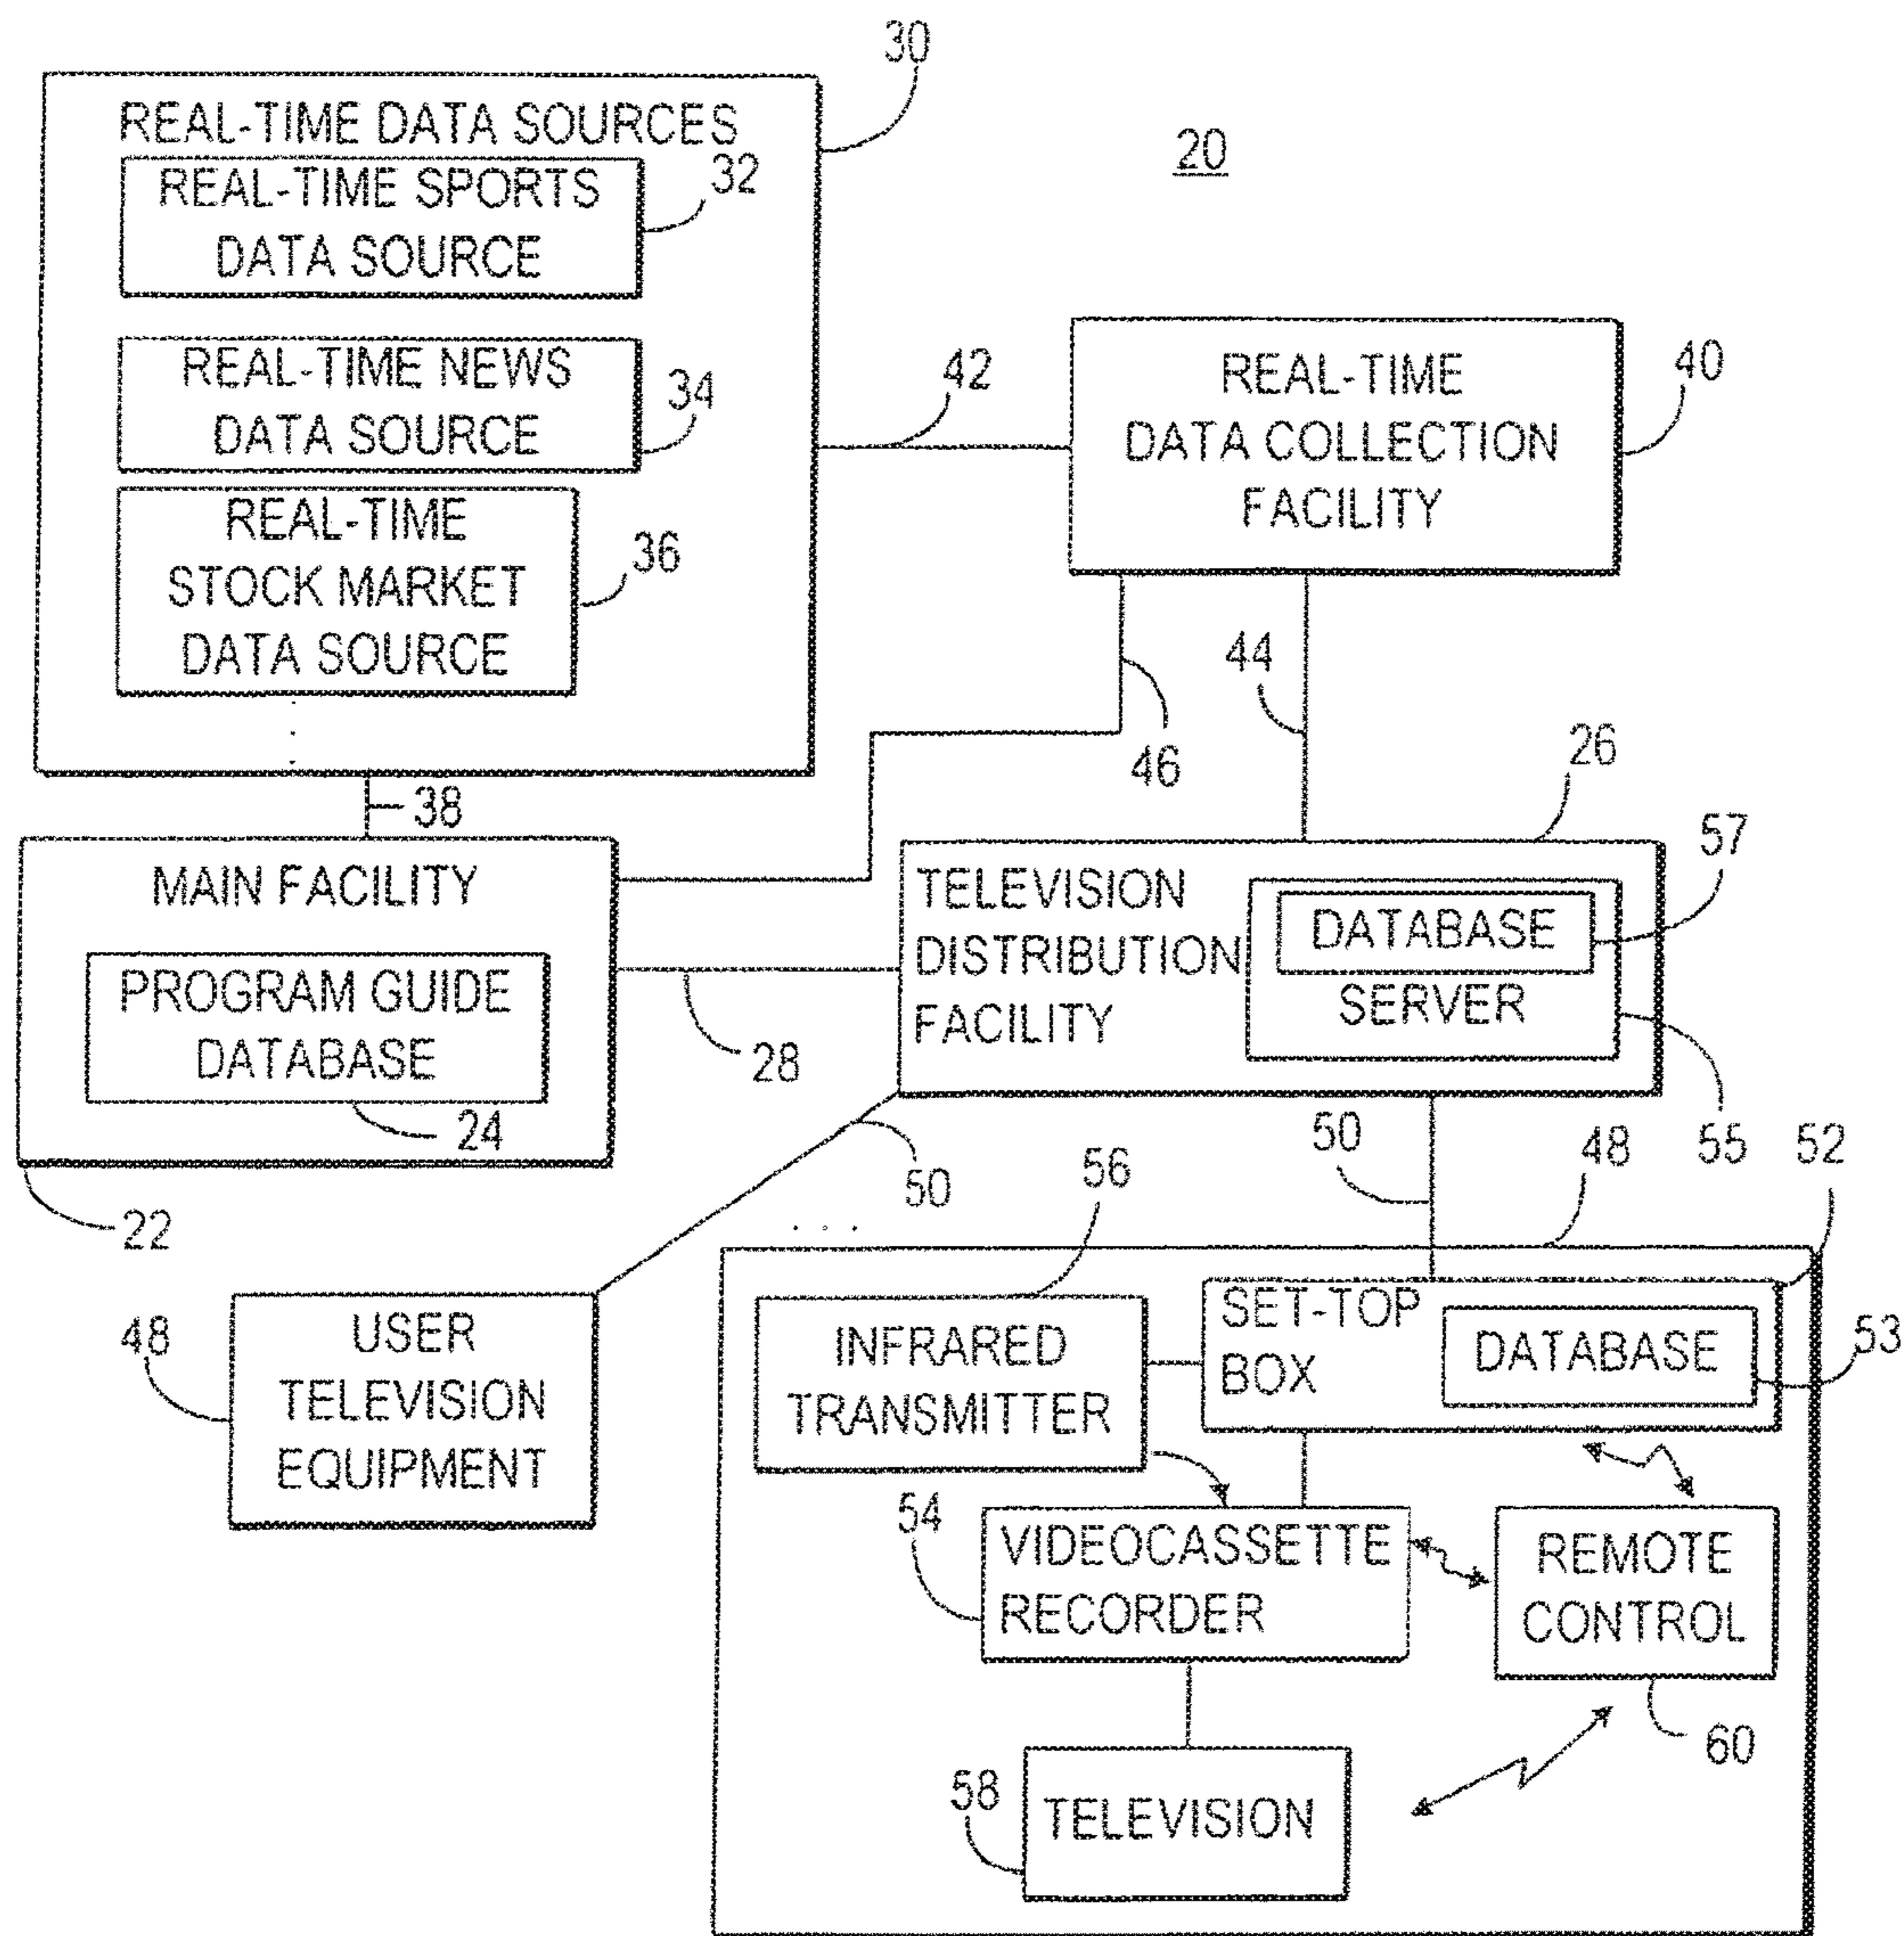 30
REAL-TIME DATA SOURCES
20
REAL-TIME SPORTS
DATA SOURCE
32
REAL-TIME NEWS
DATA SOURCE
34
42
REAL-TIME
DATA COLLECTION
FACILITY
40
REAL-TIME
STOCK MARKET
DATA SOURCE
36
44
46
26
38
57
MAIN FACILITY
PROGRAM GUIDE
DATABASE
24
22
28
TELEVISION
DISTRIBUTION
FACILITY
DATABASE
SERVER
55
50
50
48
52
56
USER
TELEVISION
EQUIPMENT
48
INFRARED
TRANSMITTER
SET-TOP
BOX
DATABASE
53
54
VIDEOCASSETTE
RECORDER
REMOTE
CONTROL
60
58
TELEVISION